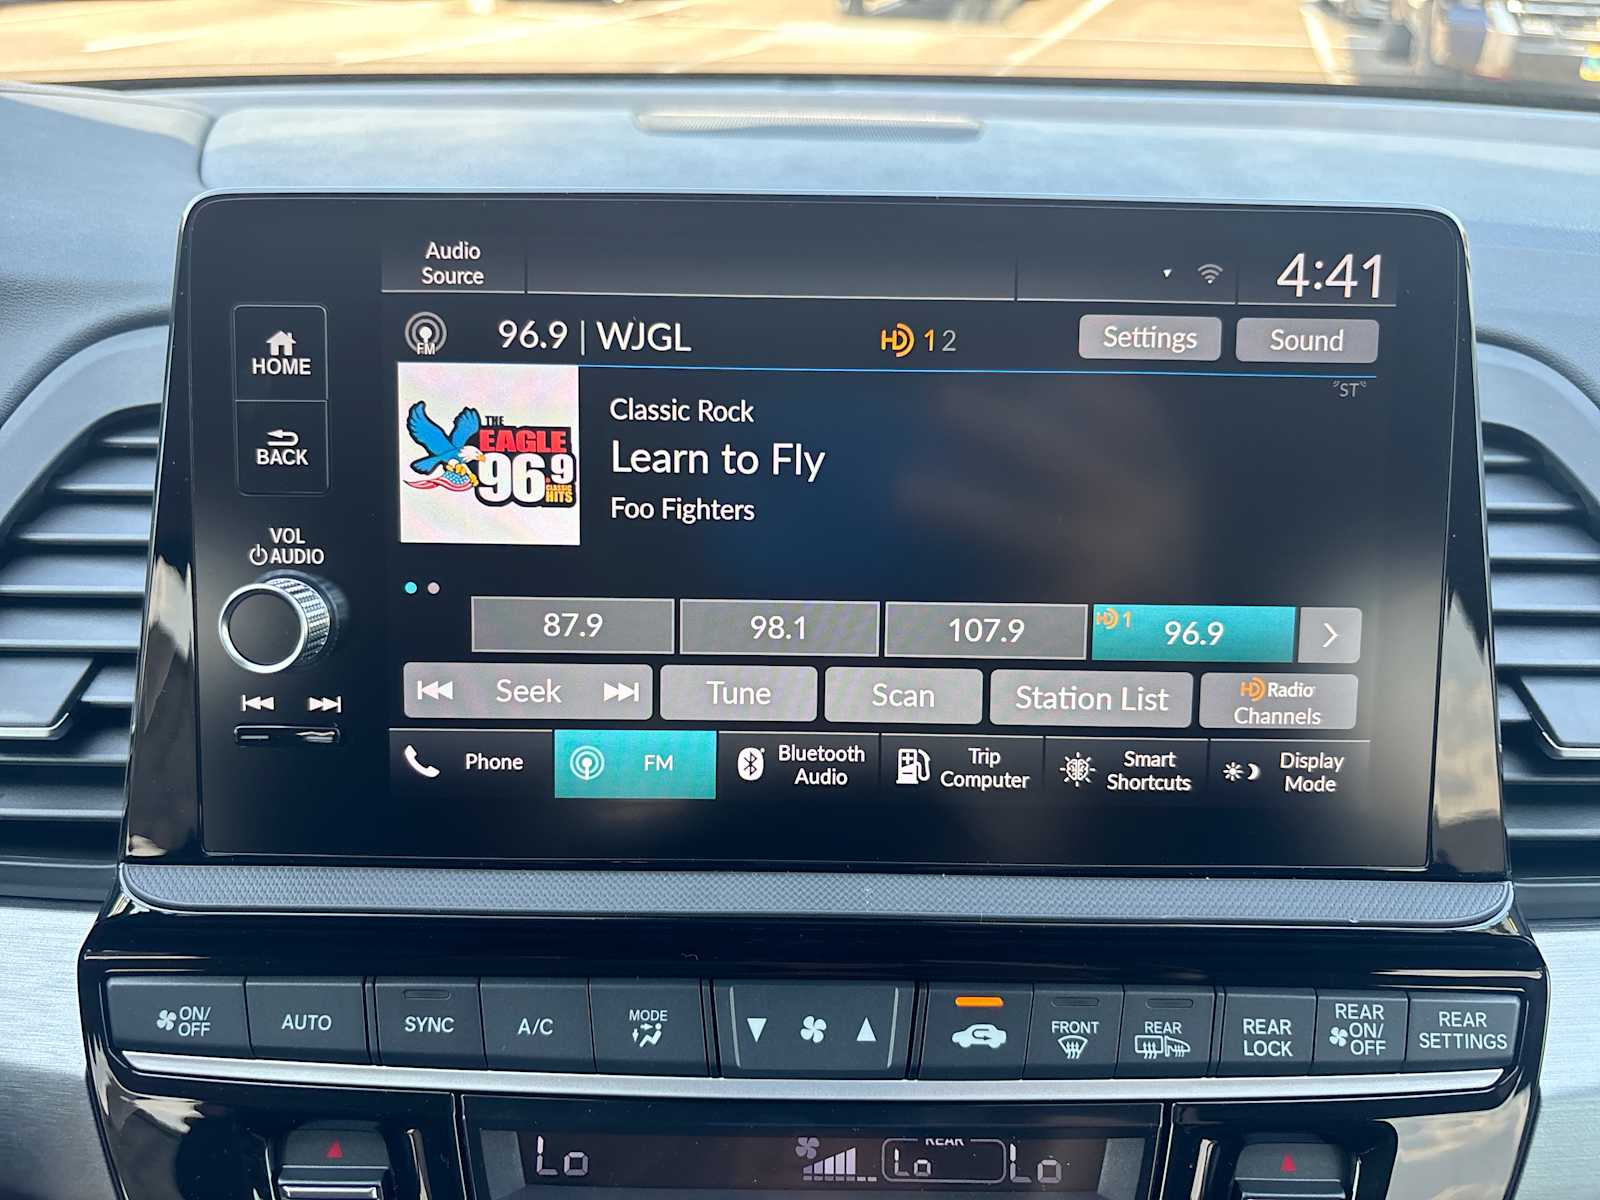 Audio
Source
4:41
HOME
BACK
VOL
AUDIO
FM
96.9 | WJGL
HD 1 2
Settings
Sound
"ST"
THE
EAGLE
96.9
CLASSIC
HITS
Classic Rock
Learn to Fly
Foo Fighters
87.9
98.1
107.9
HD 1
96.9
Seek
Tune
Scan
Station List
HD Radio
Channels
Phone
FM
Bluetooth
Audio
Trip
Computer
Smart
Shortcuts
Display
Mode
ON/
OFF
AUTO
SYNC
A/C
MODE
FRONT
REAR
REAR
LOCK
REAR
ON/
OFF
REAR
SETTINGS
Lo
REAR
Lo
Lo